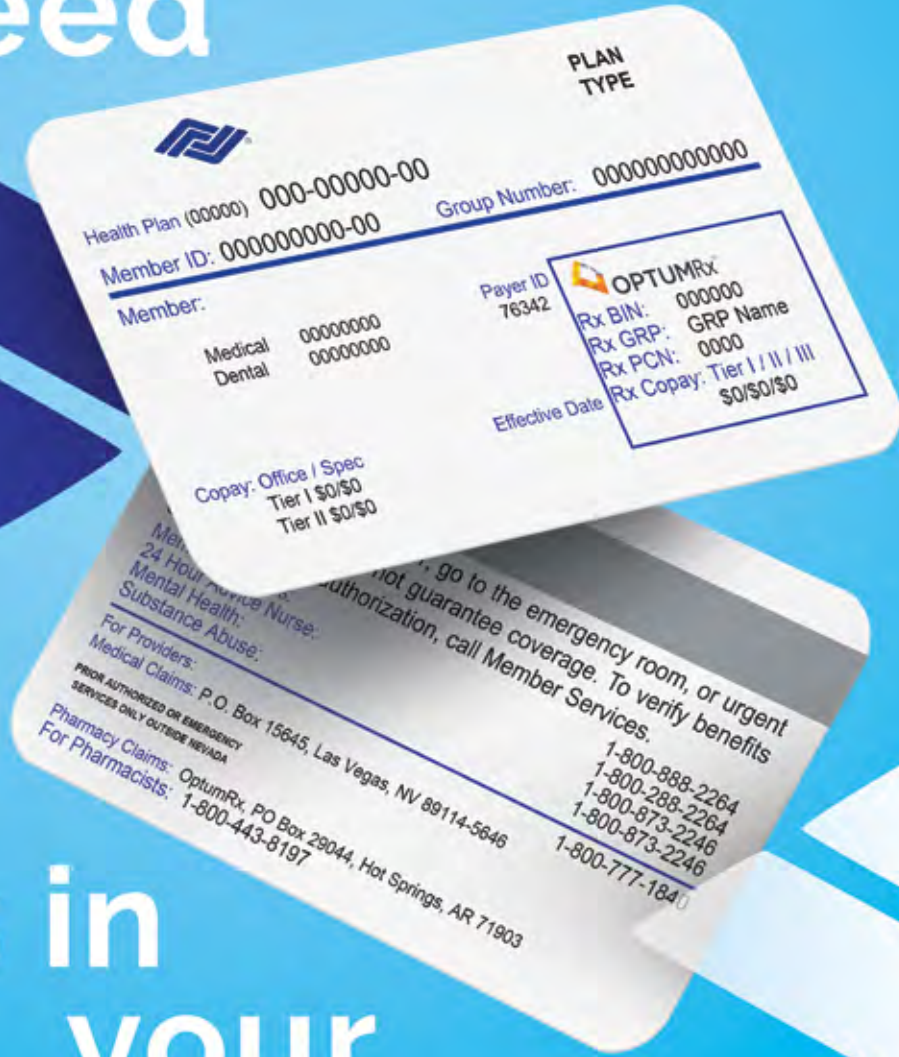 PLAN
TYPE
Health Plan (00000) 000-00000-00
Member ID: 000000000-00 Group Number: 000000000000
Member:
Medical 00000000
Dental 00000000
Payer ID
76342
Effective Date
OPTUMRx
Rx BIN: 000000
Rx GRP: GRP Name
Rx PCN: 0000
Rx Copay: Tier I / II / III
$0/$0/$0
Copay: Office / Spec
Tier I $0/$0
Tier II $0/$0
, go to the emergency room, or urgent
not guarantee coverage. To verify benefits
authorization, call Member Services.
1-800-888-2264
24 Hour Advice Nurse: 1-800-288-2264
Mental Health: 1-800-873-2246
Substance Abuse: 1-800-873-2246
For Providers: 1-800-777-1840
Medical Claims: P.O. Box 15645, Las Vegas, NV 89114-5646
PRIOR AUTHORIZED OR EMERGENCY
SERVICES ONLY OUTSIDE NEVADA
Pharmacy Claims: OptumRx, PO Box 29044, Hot Springs, AR 71903
For Pharmacists: 1-800-443-8197
in
your